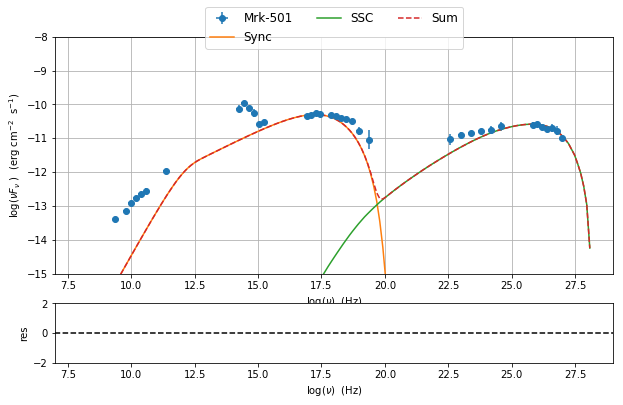 Mrk-501 SSC Sum
Sync
log(νFν) (erg cm⁻² s⁻¹)
−8
−9
−10
−11
−12
−13
−14
−15
7.5 10.0 12.5 15.0 17.5 20.0 22.5 25.0 27.5
log(ν) (Hz)
res
2
0
−2
7.5 10.0 12.5 15.0 17.5 20.0 22.5 25.0 27.5
log(ν) (Hz)